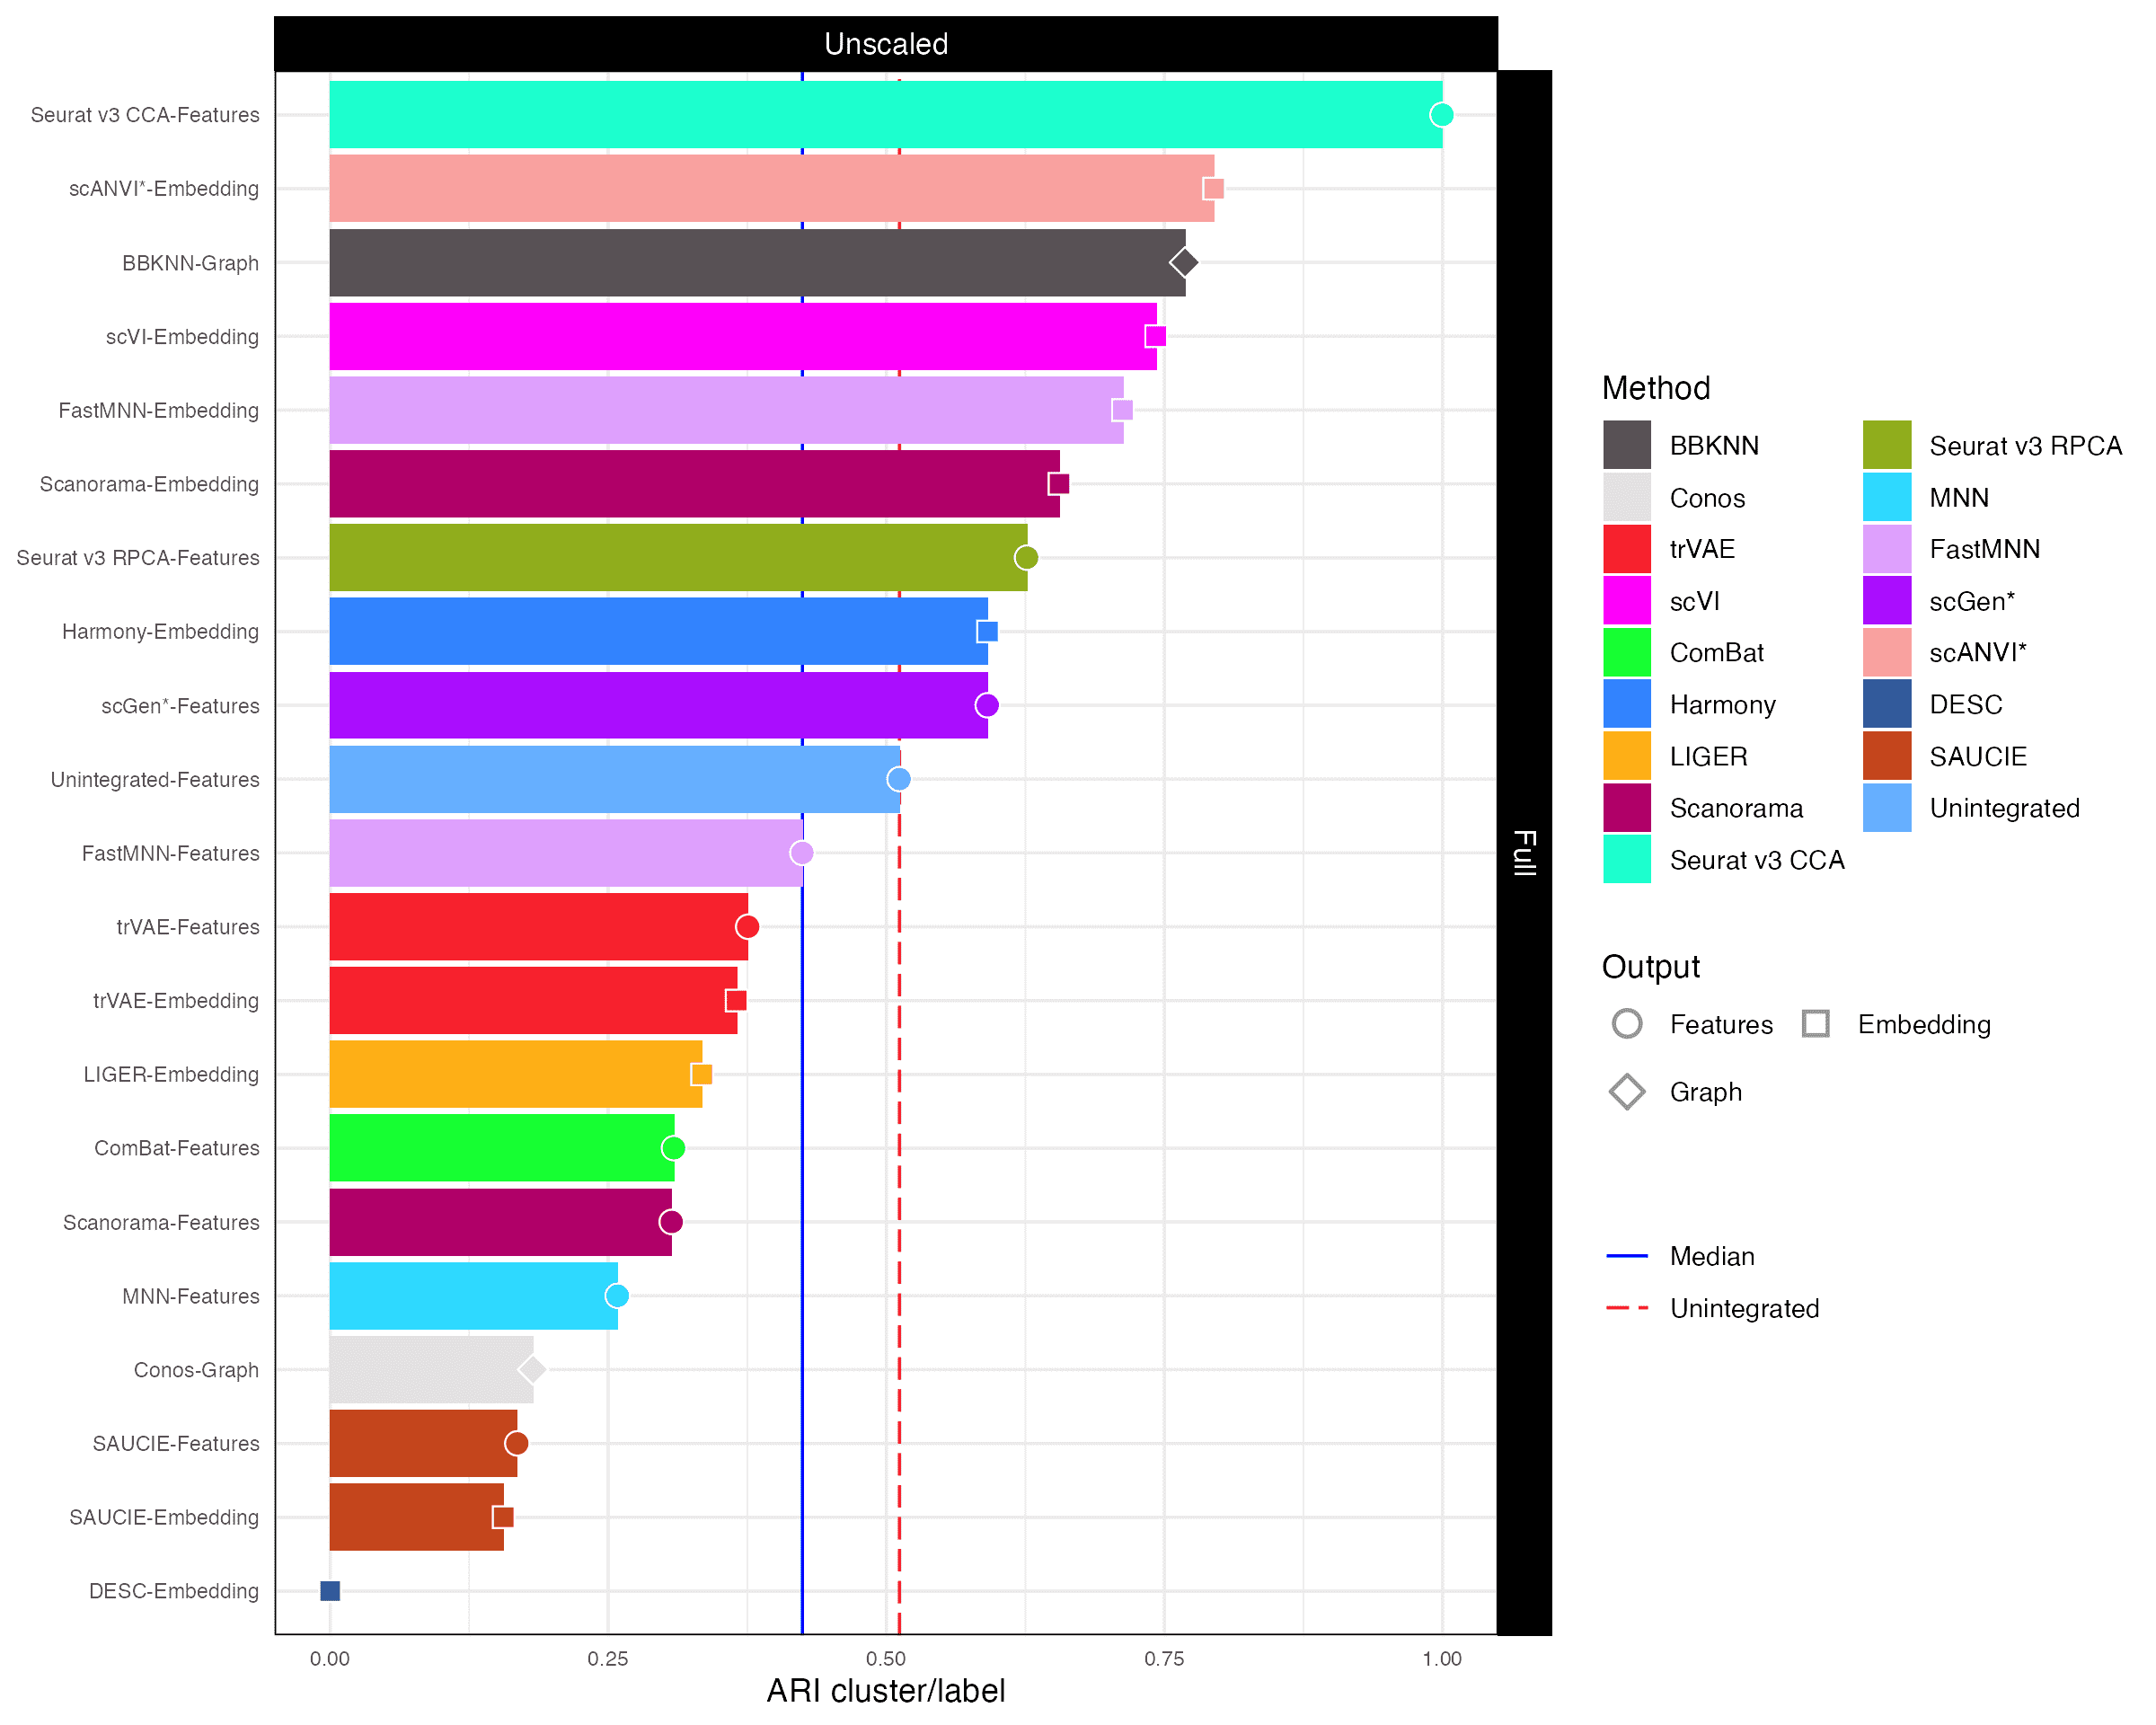 Unscaled
Seurat v3 CCA-Features
scANVI*-Embedding
BBKNN-Graph
scVI-Embedding
FastMNN-Embedding
Scanorama-Embedding
Seurat v3 RPCA-Features
Harmony-Embedding
scGen*-Features
Unintegrated-Features
FastMNN-Features
trVAE-Features
trVAE-Embedding
LIGER-Embedding
ComBat-Features
Scanorama-Features
MNN-Features
Conos-Graph
SAUCIE-Features
SAUCIE-Embedding
DESC-Embedding
0.00 0.25 0.50 0.75 1.00
ARI cluster/label
Full
Method
BBKNN
Conos
trVAE
scVI
ComBat
Harmony
LIGER
Scanorama
Seurat v3 CCA
Seurat v3 RPCA
MNN
FastMNN
scGen*
scANVI*
DESC
SAUCIE
Unintegrated
Output
Features Embedding
Graph
Median
Unintegrated